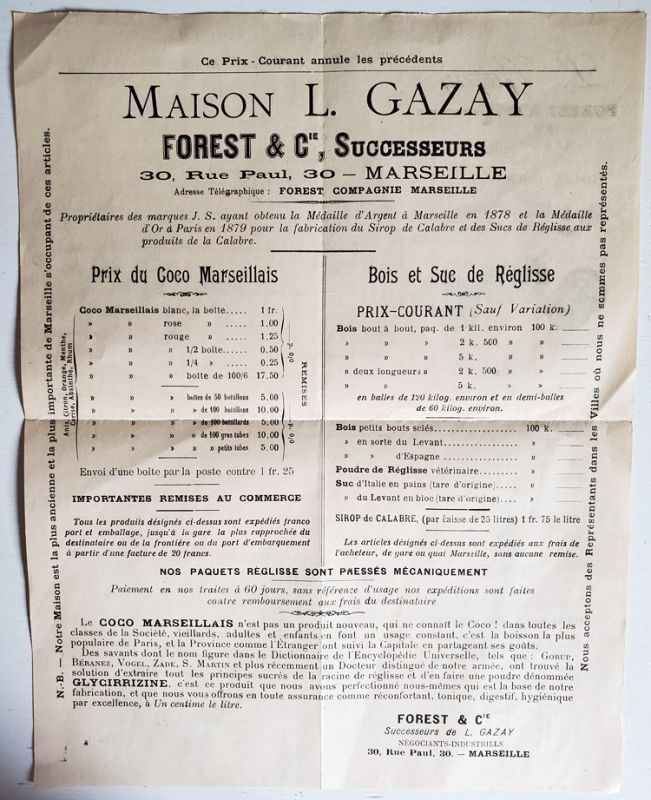 Ce Prix - Courant annule les précédents
MAISON L. GAZAY
FOREST & CIE, SUCCESSEURS
30, Rue Paul, 30 — MARSEILLE
Adresse Télégraphique : FOREST COMPAGNIE MARSEILLE
Propriétaires des marques J. S. ayant obtenu la Médaille d'Argent à Marseille en 1878 et la Médaille
d'Or à Paris en 1879 pour la fabrication du Sirop de Calabre et des Sucs de Réglisse aux
produits de la Calabre.
Prix du Coco Marseillais
Coco Marseillais blanc, la boîte..... 1 fr.
» » rose » ..... 1.00
» » rouge » ..... 1.25
» » » 1/2 boîte..... 0.50
» » » 1/4 » ..... 0.25
» » » boîte de 100/6 17.50
» » » boîtes de 50 botillons 5.00
» » » » de 100 botillons 10.00
» » » » de 100 botillards 5.00
» » » » de 100 gros tubes 10.00
» » » » petits tubes 5.00
Anis, Citron, Orange, Menthe,
Cerise, Absinthe, Rhum
p. 0/0
p. 0/0
REMISES
Envoi d'une boîte par la poste contre 1 fr. 25
IMPORTANTES REMISES AU COMMERCE
Tous les produits désignés ci-dessus sont expédiés franco
port et emballage, jusqu'à la gare la plus rapprochée du
destinataire ou de la frontière ou du port d'embarquement
à partir d'une facture de 20 francs.
Bois et Suc de Réglisse
PRIX-COURANT (Sauf Variation)
Bois bout à bout, paq. de 1 kil. environ 100 k.
» » » 2 k. 500 » »
» » » 5 k. » »
» deux longueurs » 2 k. 500 » »
» » » 5 k. » »
en balles de 120 kilog. environ et en demi-balles
de 60 kilog. environ.
Bois petits bouts sciés.................. 100 k.
» en sorte du Levant............... »
» » d'Espagne ............... »
Poudre de Réglisse vétérinaire......... »
Suc d'Italie en pains (tare d'origine)..... »
» du Levant en bloc (tare d'origine).... »
SIROP de CALABRE, (par caisse de 25 litres) 1 fr. 75 le litre
Les articles désignés ci-dessus sont expédiés aux frais de
l'acheteur, de gare ou quai Marseille, sans aucune remise.
NOS PAQUETS RÉGLISSE SONT PRESSÉS MÉCANIQUEMENT
Paiement en nos traites à 60 jours, sans référence d'usage nos expéditions sont faites
contre remboursement aux frais du destinataire
Le COCO MARSEILLAIS n'est pas un produit nouveau, qui ne connaît le Coco ! dans toutes les
classes de la Société, vieillards, adultes et enfants en font un usage constant, c'est la boisson la plus
populaire de Paris, et la Province comme l'Étranger ont suivi la Capitale en partageant ses goûts.
Des savants dont le nom figure dans le Dictionnaire de l'Encyclopédie Universelle, tels que : GORUP,
BÉRANEZ, VOGEL, ZADE, S. MARTIN et plus récemment un Docteur distingué de notre armée, ont trouvé la
solution d'extraire tout les principes sucrés de la racine de réglisse et d'en faire une poudre dénommée
GLYCIRRIZINE, c'est ce produit que nous avons perfectionné nous-mêmes qui est la base de notre
fabrication, et que nous vous offrons en toute assurance comme réconfortant, tonique, digestif, hygiénique
par excellence, à Un centime le litre.
FOREST & CIE
Successeurs de L. GAZAY
NÉGOCIANTS-INDUSTRIELS
30, Rue Paul, 30. — MARSEILLE
N.-B. — Notre Maison est la plus ancienne et la plus importante de Marseille s'occupant de ces articles.
Nous acceptons des Représentants dans les Villes où nous ne sommes pas représentés.